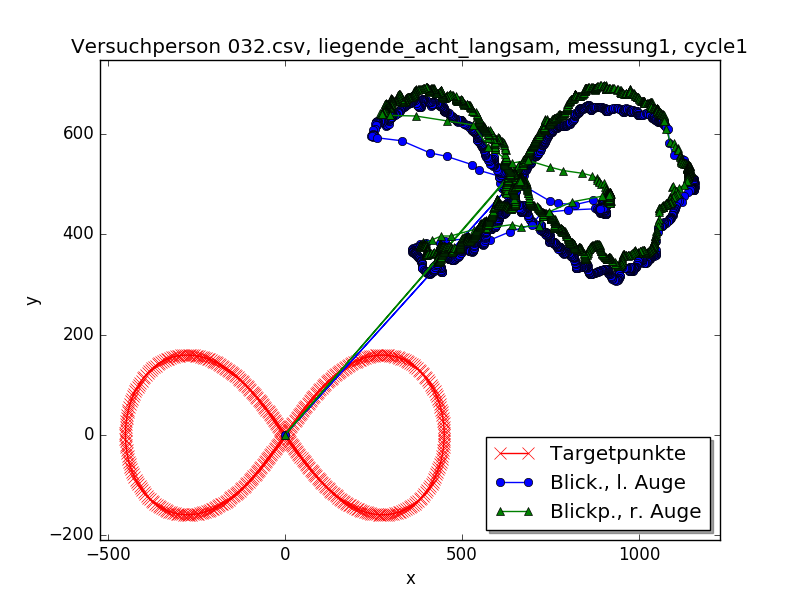 Versuchperson 032.csv, liegende_acht_langsam, messung1, cycle1
y
600
400
200
0
−200
−500
0
500
1000
x
Targetpunkte
Blick., l. Auge
Blickp., r. Auge